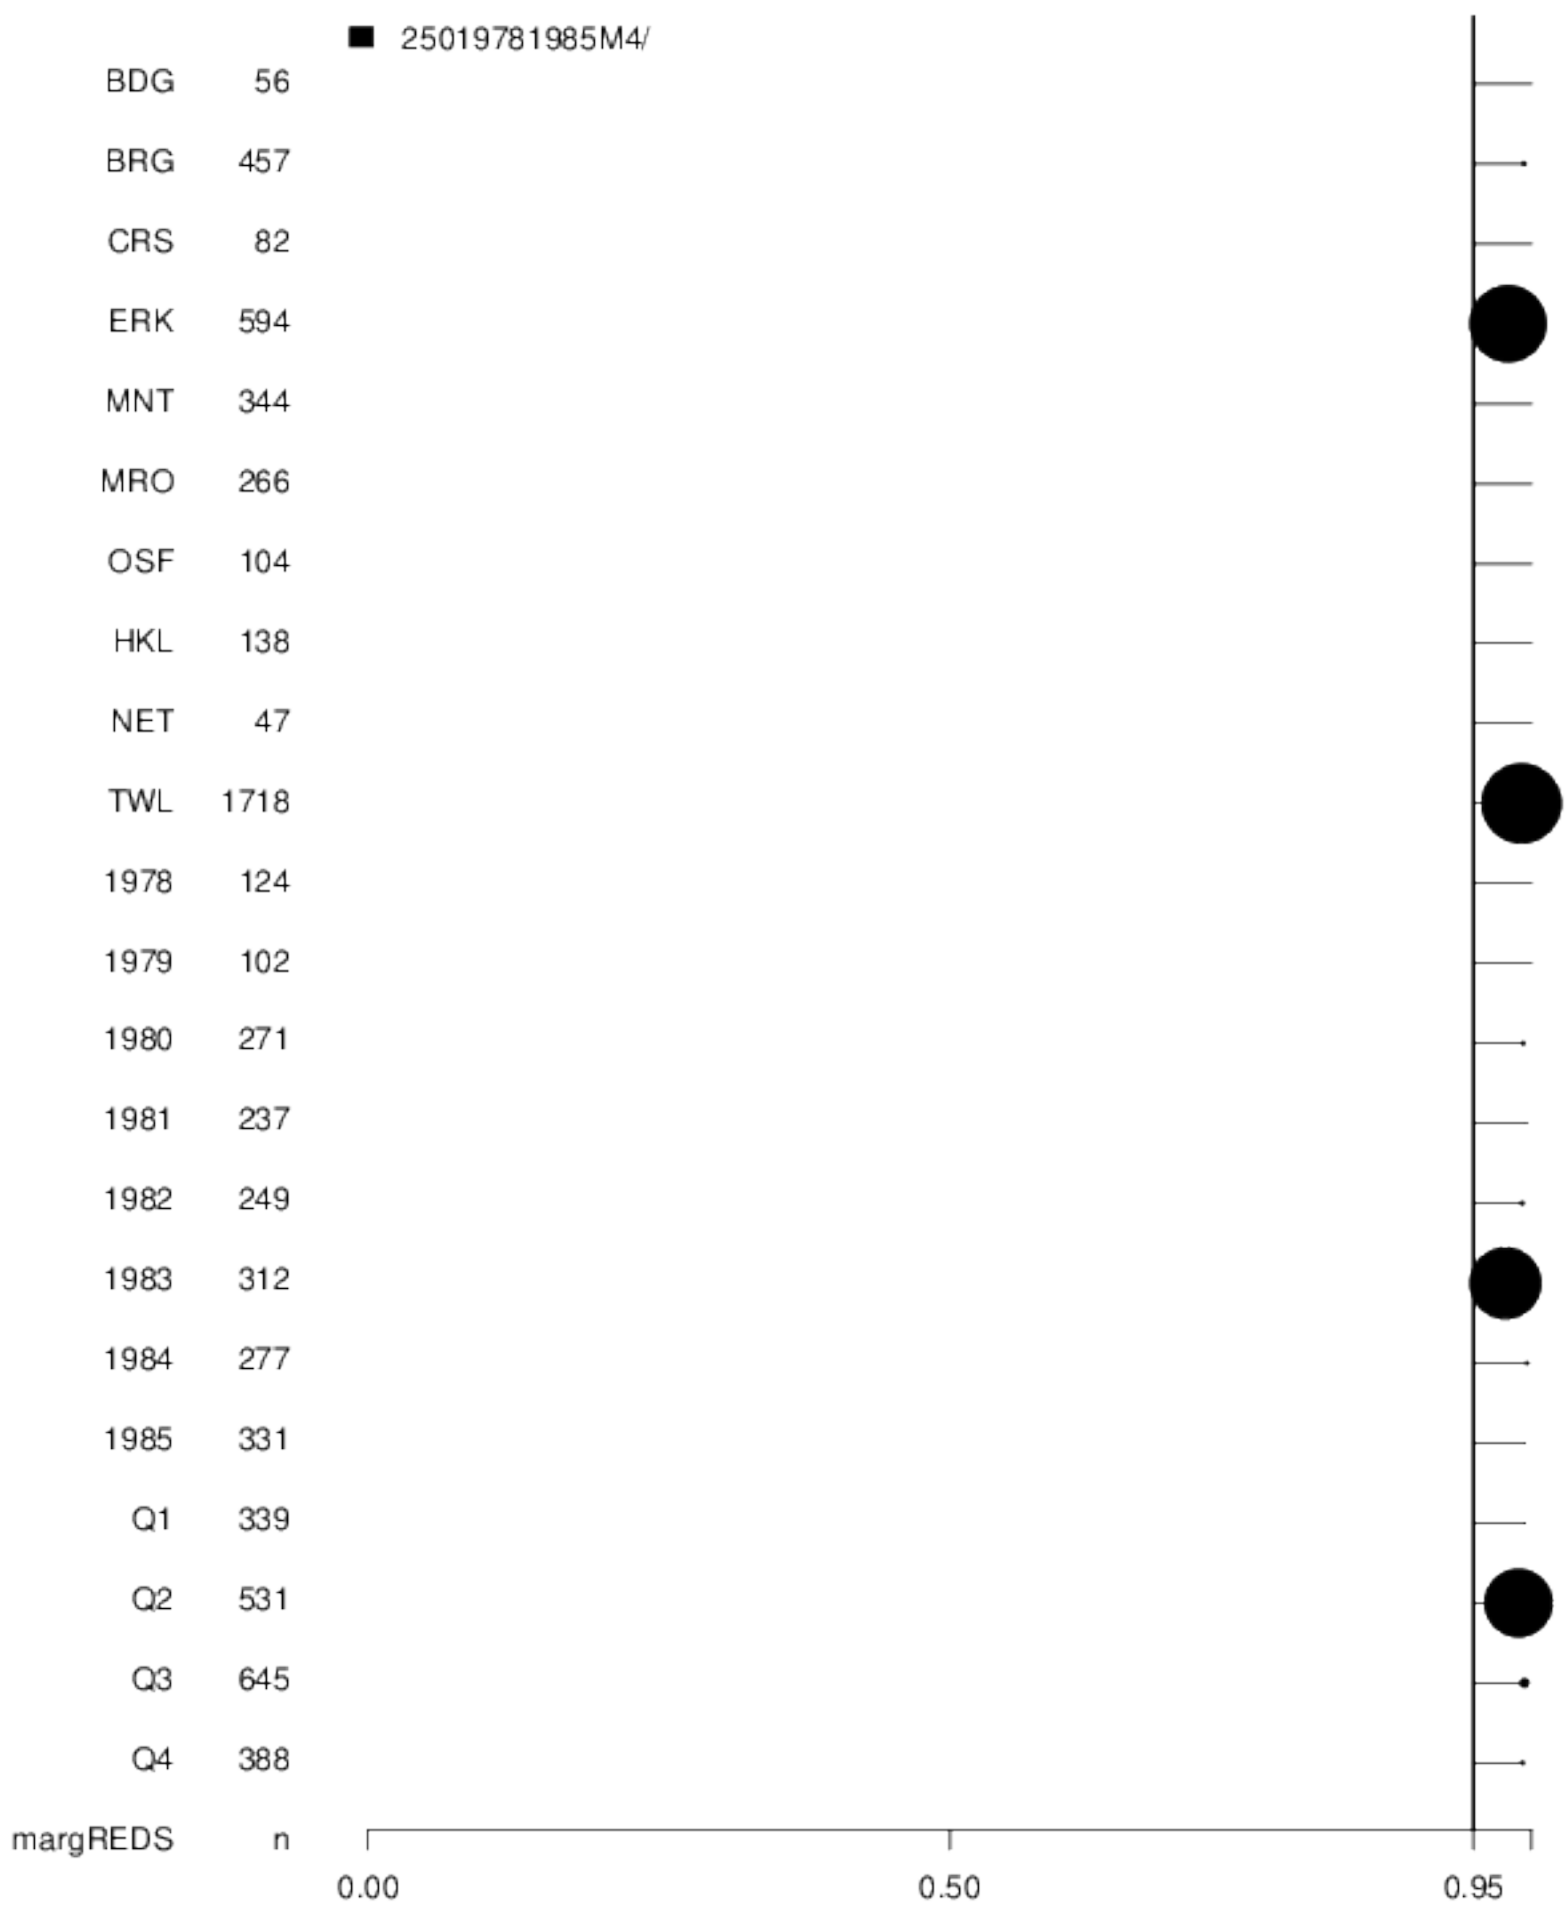 25019781985M4/
BDG 56
BRG 457
CRS 82
ERK 594
MNT 344
MRO 266
OSF 104
HKL 138
NET 47
TWL 1718
1978 124
1979 102
1980 271
1981 237
1982 249
1983 312
1984 277
1985 331
Q1 339
Q2 531
Q3 645
Q4 388
margREDS n
0.00 0.50 0.95